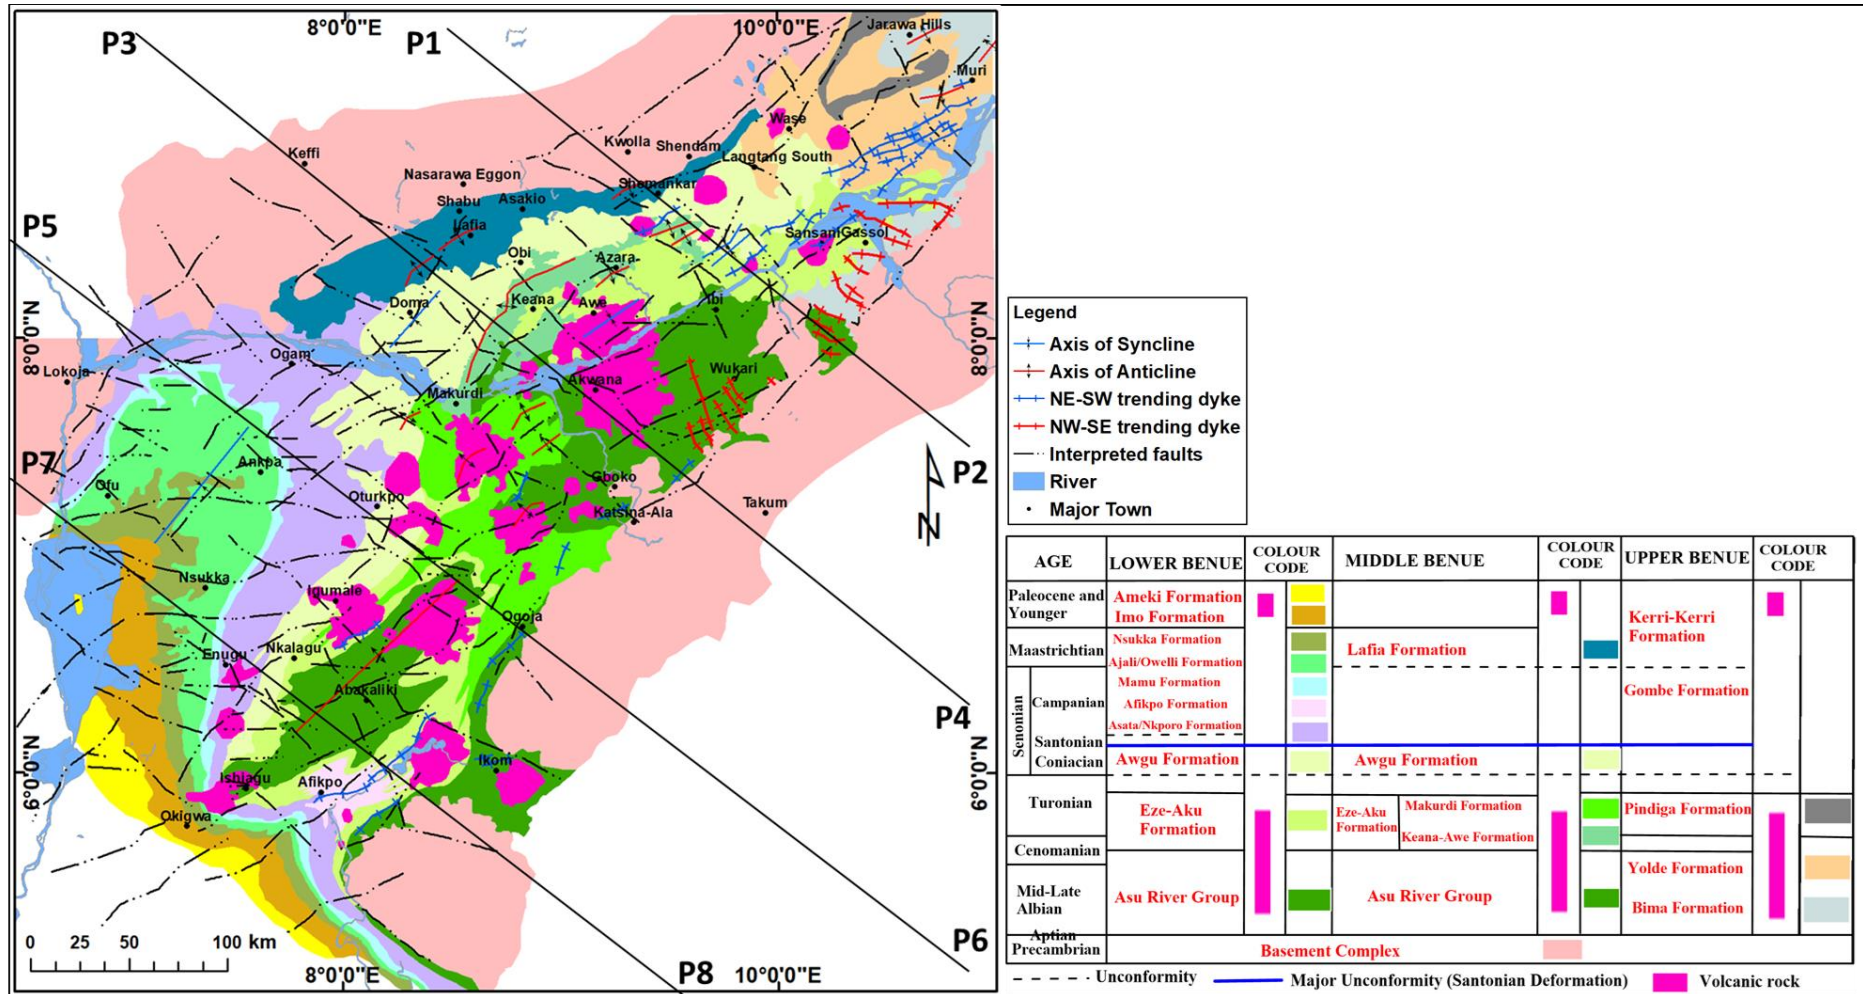 8°0'0"E
10°0'0"E
P3
P1
Jarawa Hills
Muri
Wase
Kwolla
Shendam
Langtang South
Keffi
Nasarawa Eggon
Shemankar
Shabu
Asakio
Lafia
P5
Sansani
Gassol
Obi
Azara
Doma
Keana
Awe
Ibi
8°0'0"N
8°0'0"N
Ogam
Lokoja
Akwana
Wukari
Makurdi
P7
Ankpa
P2
Ofu
Oturkpo
Gboko
Takum
Katsina-Ala
N
Nsukka
Igumale
Ogoja
Enugu
Nkalagu
Abakaliki
P4
6°0'0"N
6°0'0"N
Ikom
Ishiagu
Afikpo
Okigwa
P6
0 25 50 100 km
8°0'0"E
P8
10°0'0"E
Legend
Axis of Syncline
Axis of Anticline
NE-SW trending dyke
NW-SE trending dyke
Interpreted faults
River
Major Town
AGE LOWER BENUE COLOUR CODE MIDDLE BENUE COLOUR CODE UPPER BENUE COLOUR CODE
Paleocene and
Younger
Ameki Formation
Imo Formation
Kerri-Kerri
Formation
Maastrichtian
Nsukka Formation
Ajali/Owelli Formation
Lafia Formation
Senonian
Campanian
Mamu Formation
Afikpo Formation
Asata/Nkporo Formation
Gombe Formation
Santonian
Coniacian
Awgu Formation
Awgu Formation
Turonian
Eze-Aku
Formation
Eze-Aku
Formation
Makurdi Formation
Keana-Awe Formation
Pindiga Formation
Cenomanian
Yolde Formation
Mid-Late
Albian
Asu River Group
Asu River Group
Bima Formation
Aptian
Precambrian
Basement Complex
Unconformity
Major Unconformity (Santonian Deformation)
Volcanic rock